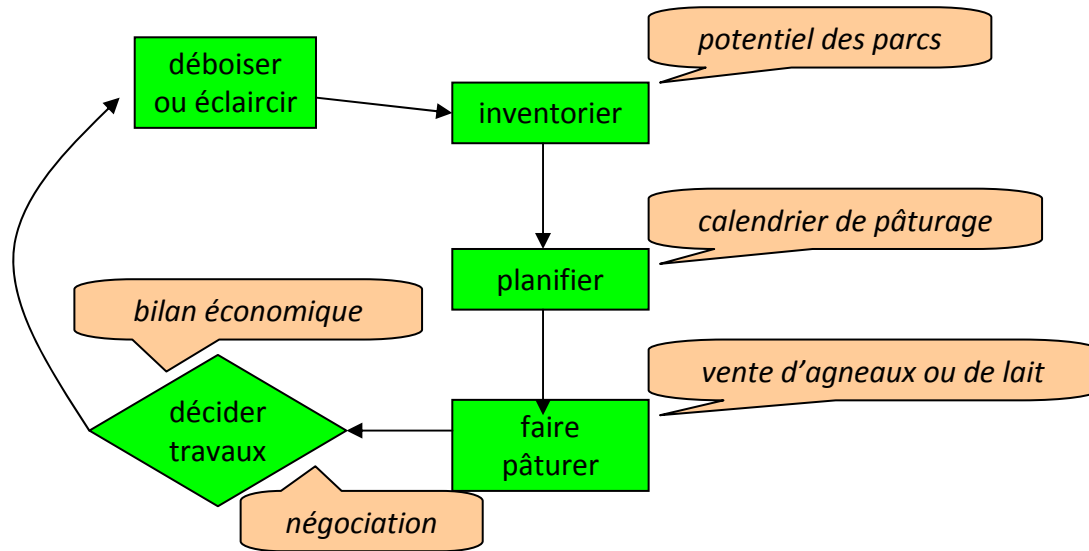 potentiel des parcs
déboiser
ou éclaircir
inventorier
calendrier de pâturage
planifier
bilan économique
vente d’agneaux ou de lait
décider
travaux
faire
pâturer
négociation